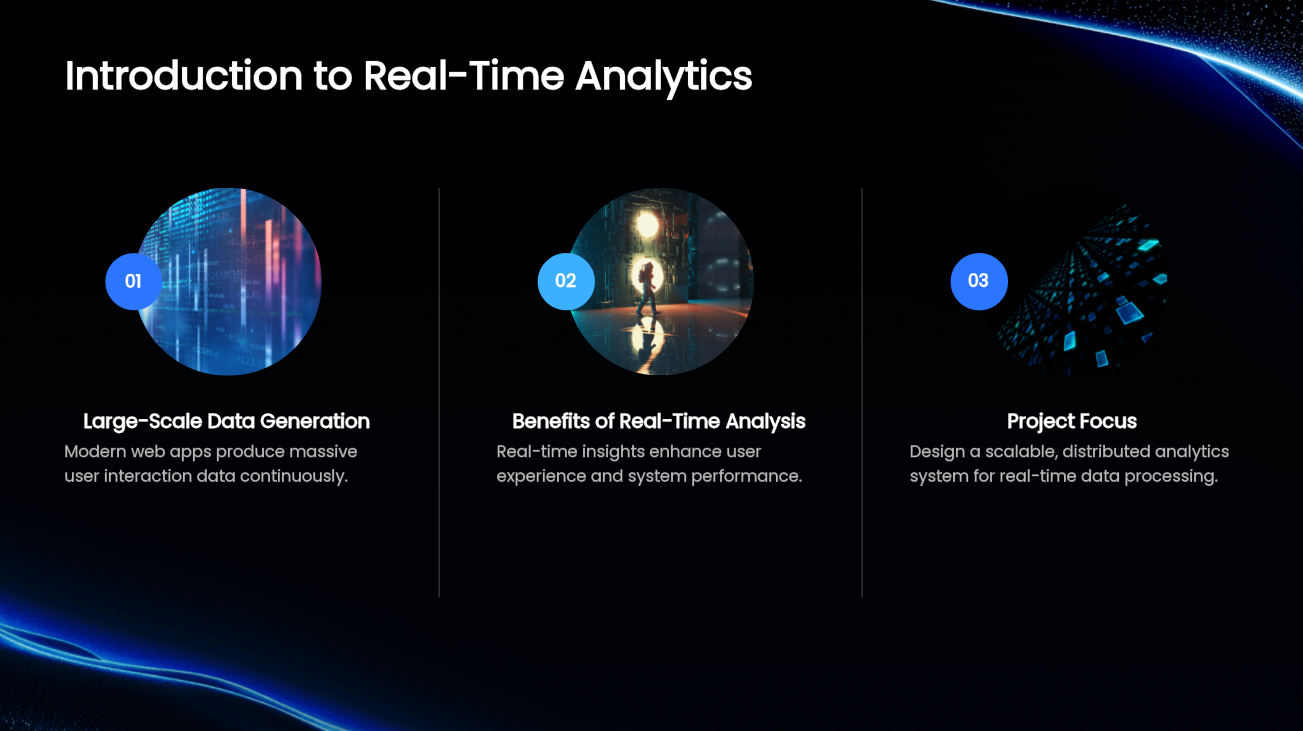 Introduction to Real-Time Analytics
01
Large-Scale Data Generation
Modern web apps produce massive
user interaction data continuously.
02
Benefits of Real-Time Analysis
Real-time insights enhance user
experience and system performance.
03
Project Focus
Design a scalable, distributed analytics
system for real-time data processing.